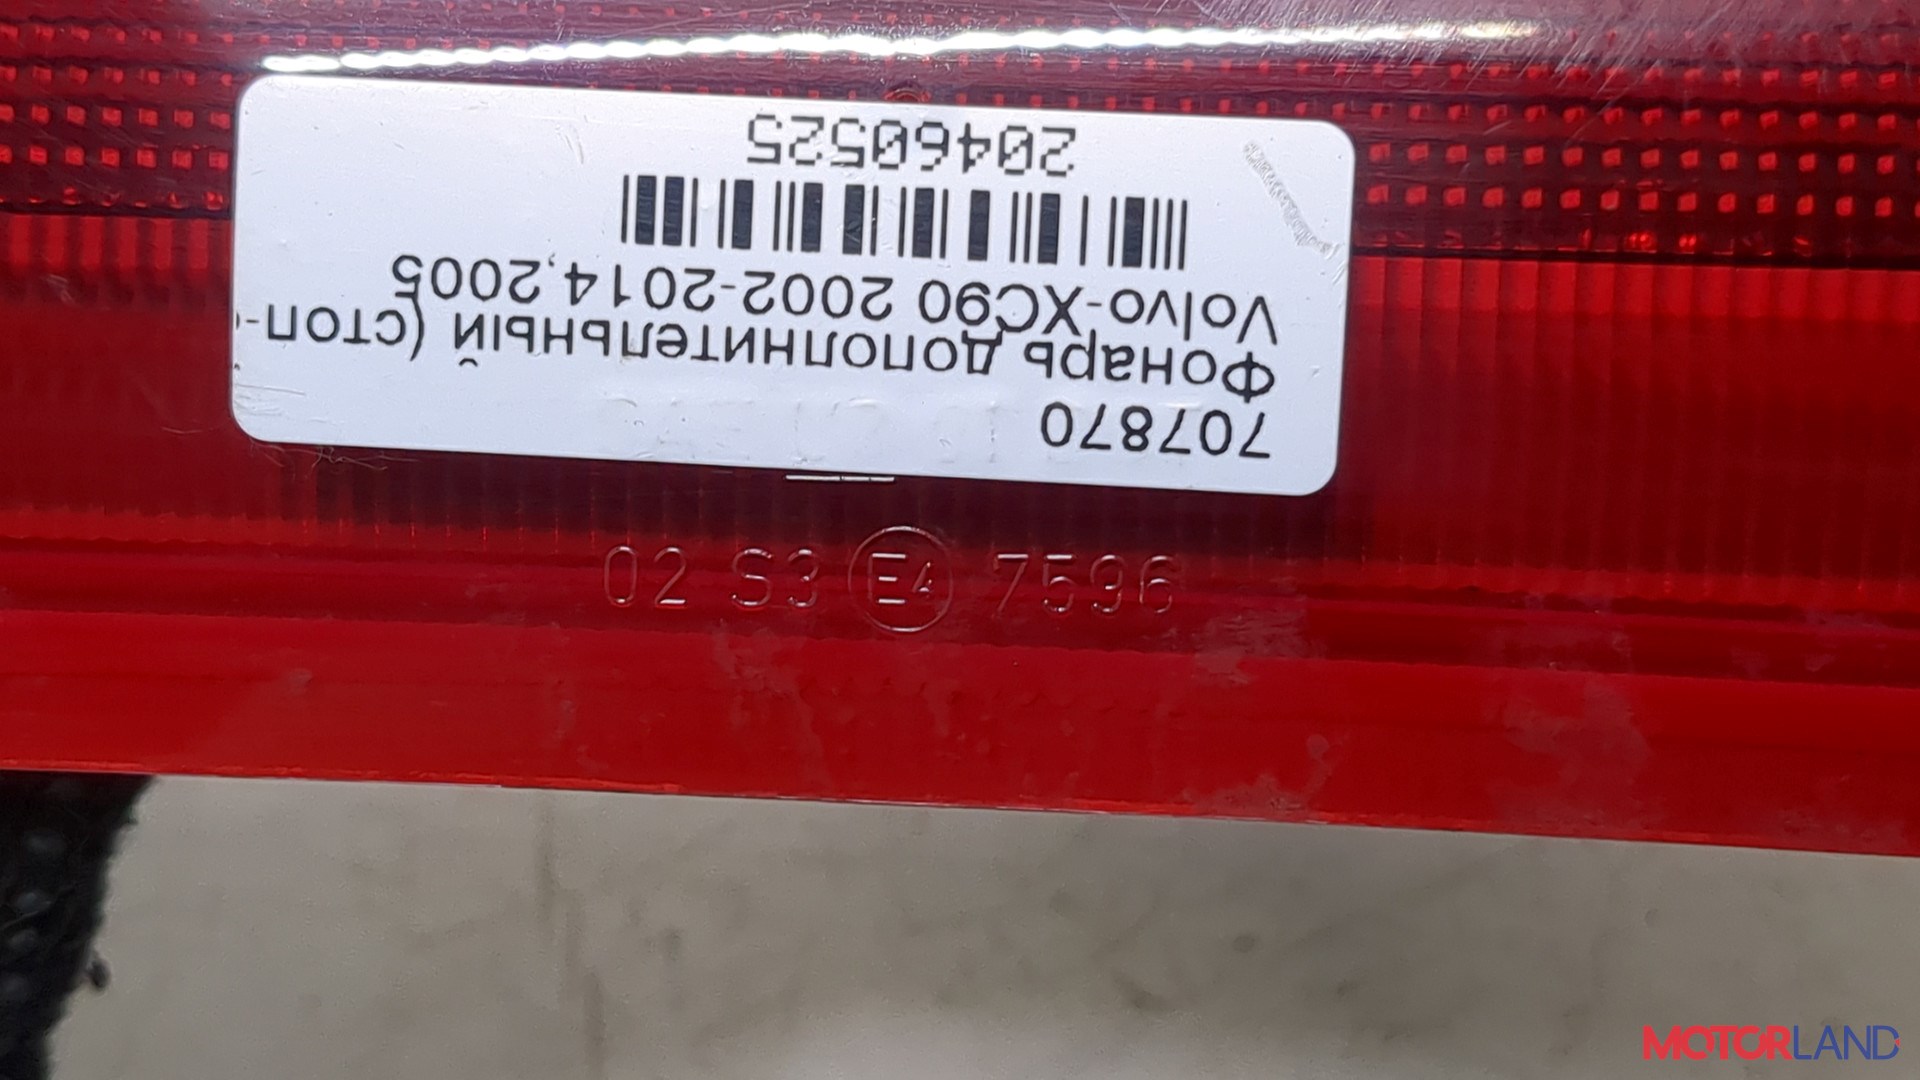 707870
Фонарь дополнительный (стоп-
Volvo-XC90 2002-2014,2005
20460525
02 S3 E4 7596
MOTORLAND